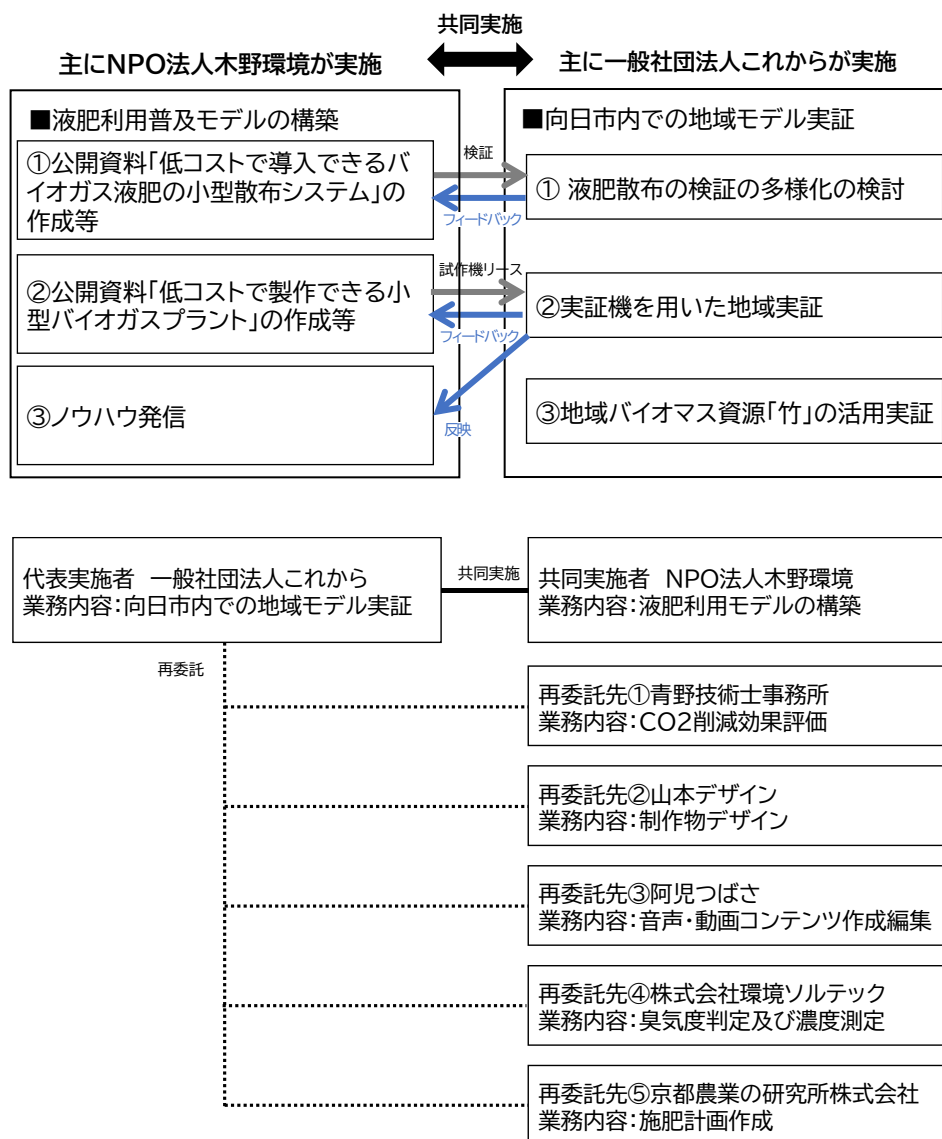 共同実施
主にNPO法人木野環境が実施
主に一般社団法人これからが実施
■液肥利用普及モデルの構築
①公開資料「低コストで導入できるバ
イオガス液肥の小型散布システム」の
作成等
②公開資料「低コストで製作できる小
型バイオガスプラント」の作成等
③ノウハウ発信
検証
フィードバック
試作機リース
フィードバック
反映
■向日市内での地域モデル実証
① 液肥散布の検証の多様化の検討
②実証機を用いた地域実証
③地域バイオマス資源「竹」の活用実証
代表実施者 一般社団法人これから
業務内容:向日市内での地域モデル実証
共同実施
共同実施者 NPO法人木野環境
業務内容:液肥利用モデルの構築
再委託
再委託先①青野技術士事務所
業務内容:CO2削減効果評価
再委託先②山本デザイン
業務内容:制作物デザイン
再委託先③阿児つばさ
業務内容:音声・動画コンテンツ作成編集
再委託先④株式会社環境ソルテック
業務内容:臭気度判定及び濃度測定
再委託先⑤京都農業の研究所株式会社
業務内容:施肥計画作成